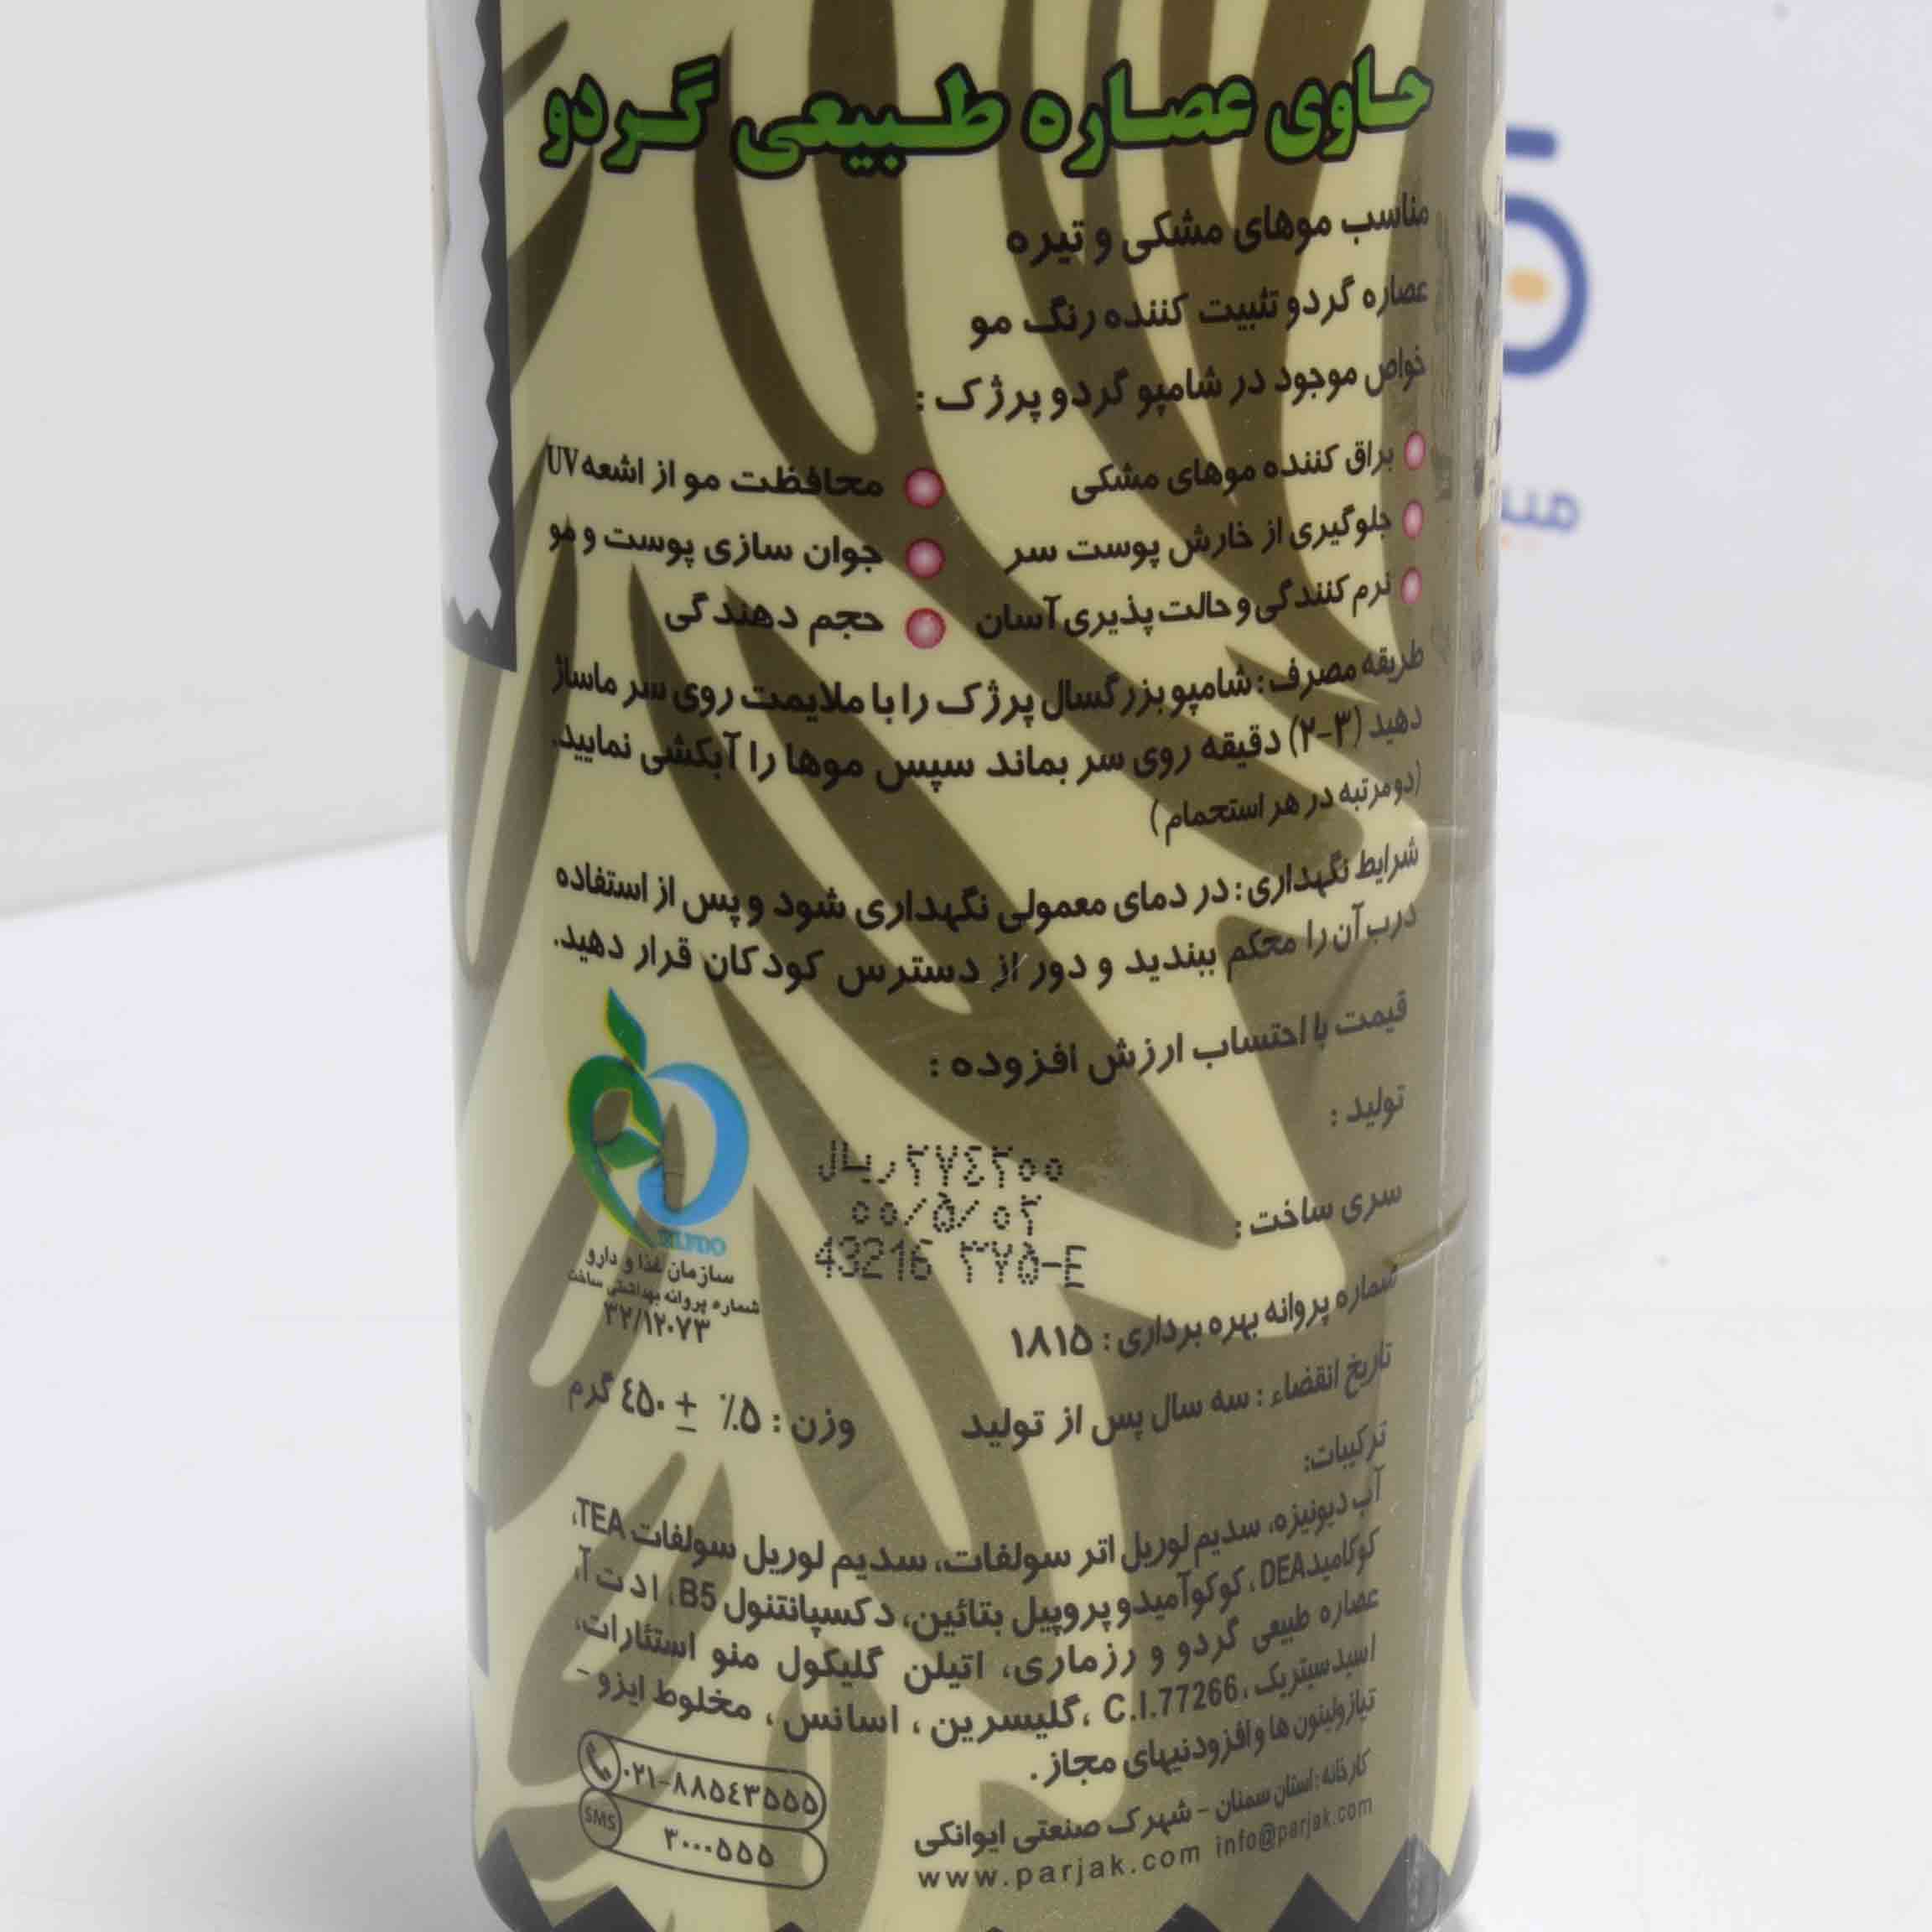 حاوی عصاره طبیعی گردو
مناسب موهای مشکی و تیره
عصاره گردو تثبیت کننده رنگ مو
خواص موجود در شامپو گردو پرژک :
براق کننده موهای مشکی
جلوگیری از خارش پوست سر
نرم کنندگی و حالت پذیری آسان
محافظت مو از اشعه UV
جوان سازی پوست و مو
حجم دهندگی
طریقه مصرف : شامپو بزرگسال پرژک را با ملایمت روی سر ماساژ
دهید (۳-۲) دقیقه روی سر بماند سپس موها را آبکشی نمایید.
(دو مرتبه در هر استحمام )
شرایط نگهداری : در دمای معمولی نگهداری شود و پس از استفاده
درب آن را محکم ببندید و دور از دسترس کودکان قرار دهید.
قیمت با احتساب ارزش افزوده :
تولید :
سری ساخت :
۲۷٤۲۰۰ ریال
۰۰/۵/۰۲
43216 ۳۷۵-E
سازمان غذا و دارو
شماره پروانه بهداشتی ساخت
۳۲/۱۲۰۷۳
شماره پروانه بهره برداری : ۱۸۱۵
تاریخ انقضاء : سه سال پس از تولید
وزن : ۵٪ ± ٤۵۰ گرم
ترکیبات:
آب دیونیزه، سدیم لوریل اتر سولفات، سدیم لوریل سولفات TEA،
کوکامید DEA، کوکوآمیدو پروپیل بتائین، دکسپانتنول B5، ا د ت آ،
عصاره طبیعی گردو و رزماری، اتیلن گلیکول منو استئارات،
اسید سیتریک ، C.I.77266 ، گلیسرین ، اسانس ، مخلوط ایزو -
تیازولینون ها و افزودنیهای مجاز .
کارخانه : استان سمنان - شهرک صنعتی ایوانکی
www.parjak.com info@parjak.com
۰۲۱-۸۸۵٤۳۵۵۵
SMS
۳۰۰۰۵۵۵